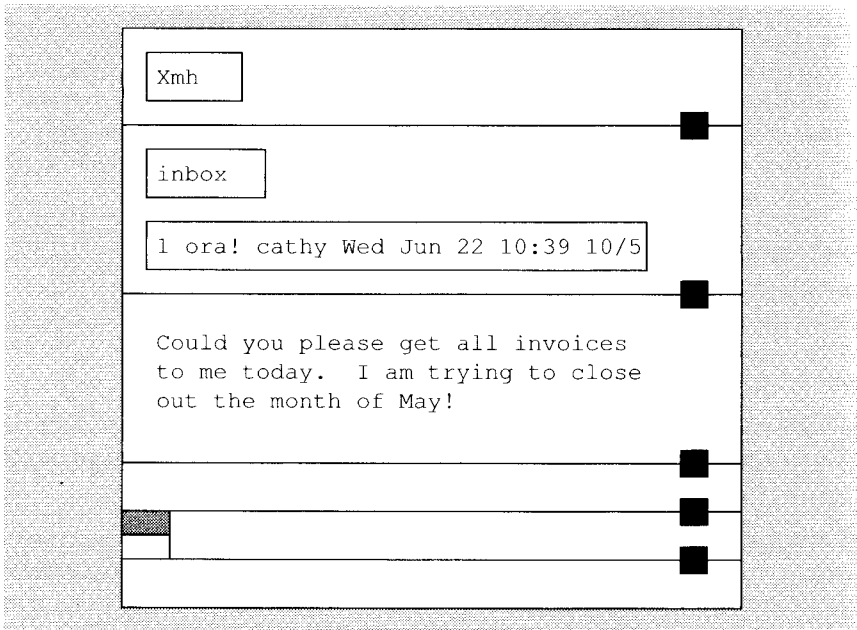 Xmh
inbox
1 ora! cathy Wed Jun 22 10:39 10/5
Could you please get all invoices
to me today.  I am trying to close
out the month of May!